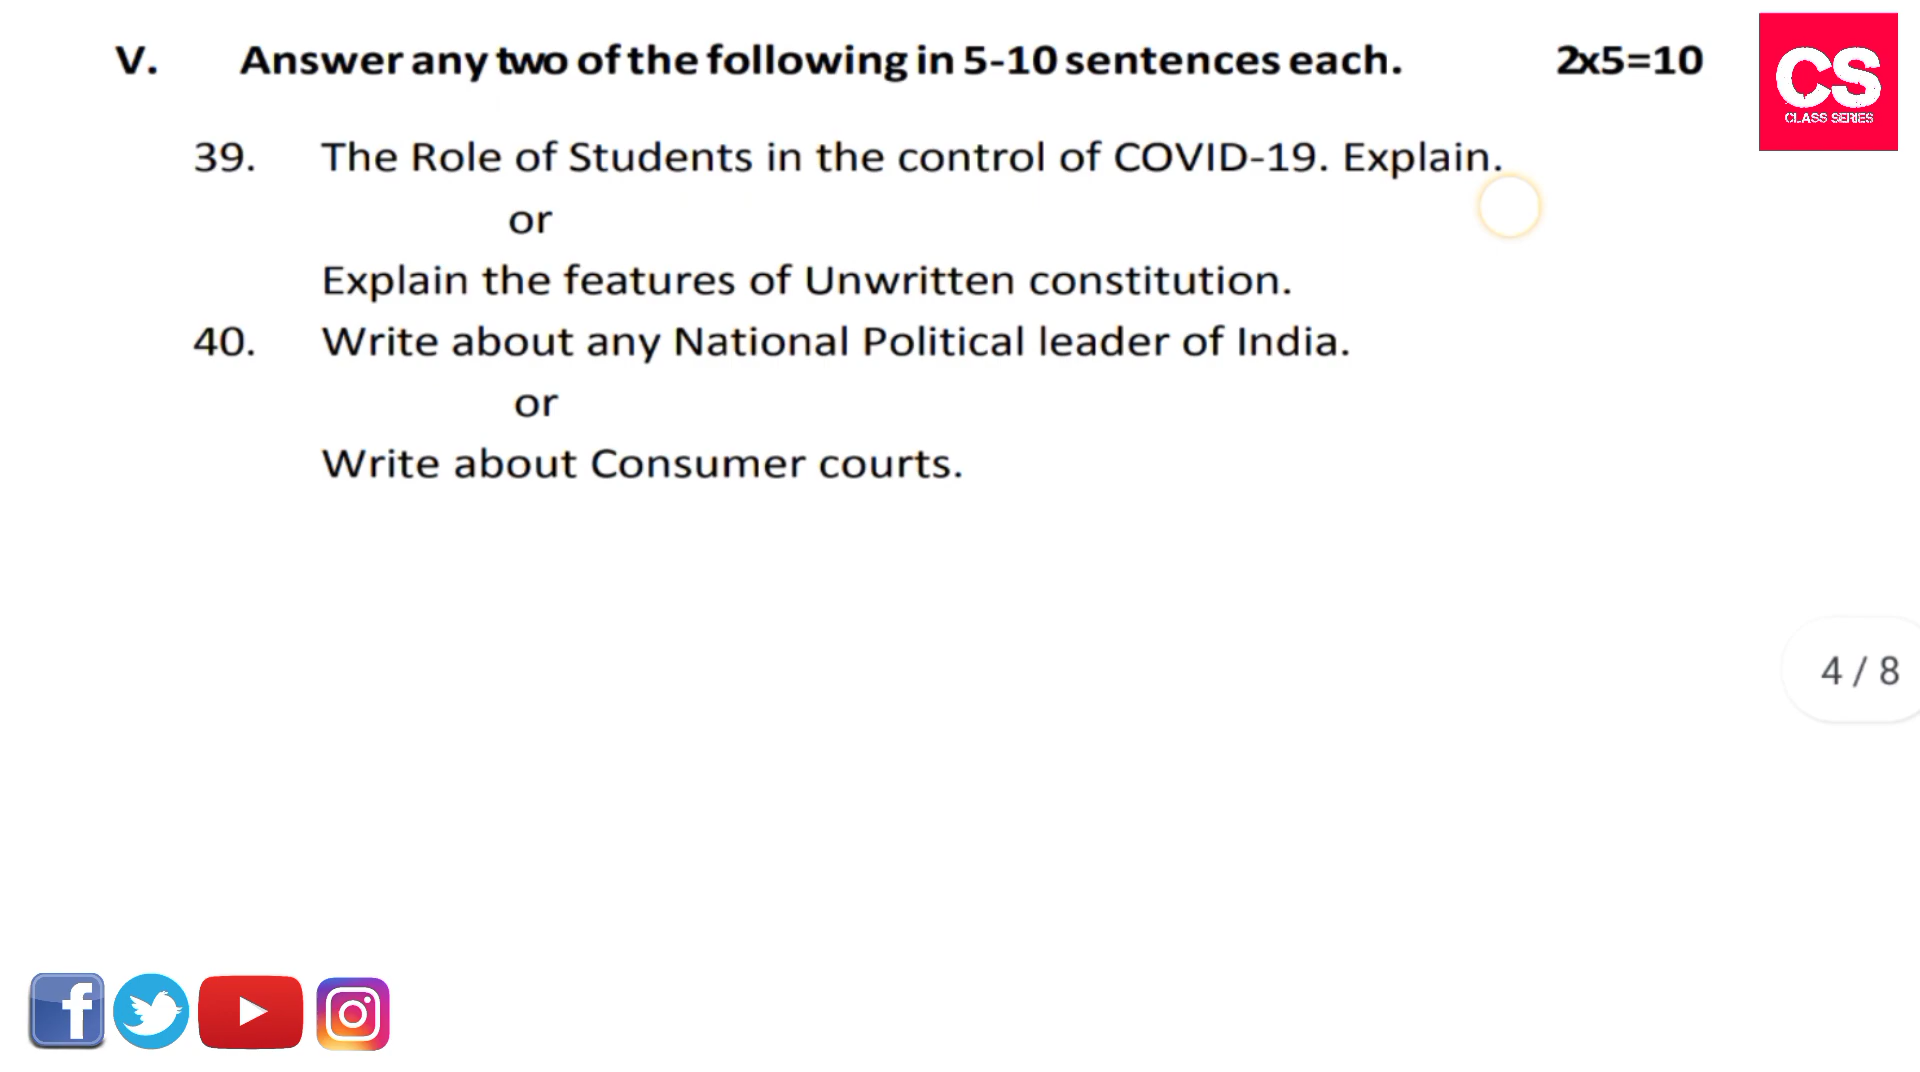 V. Answer any two of the following in 5-10 sentences each. 2x5=10
CS
CLASS SERIES
39. The Role of Students in the control of COVID-19. Explain.
or
Explain the features of Unwritten constitution.
40. Write about any National Political leader of India.
or
Write about Consumer courts.
4 / 8